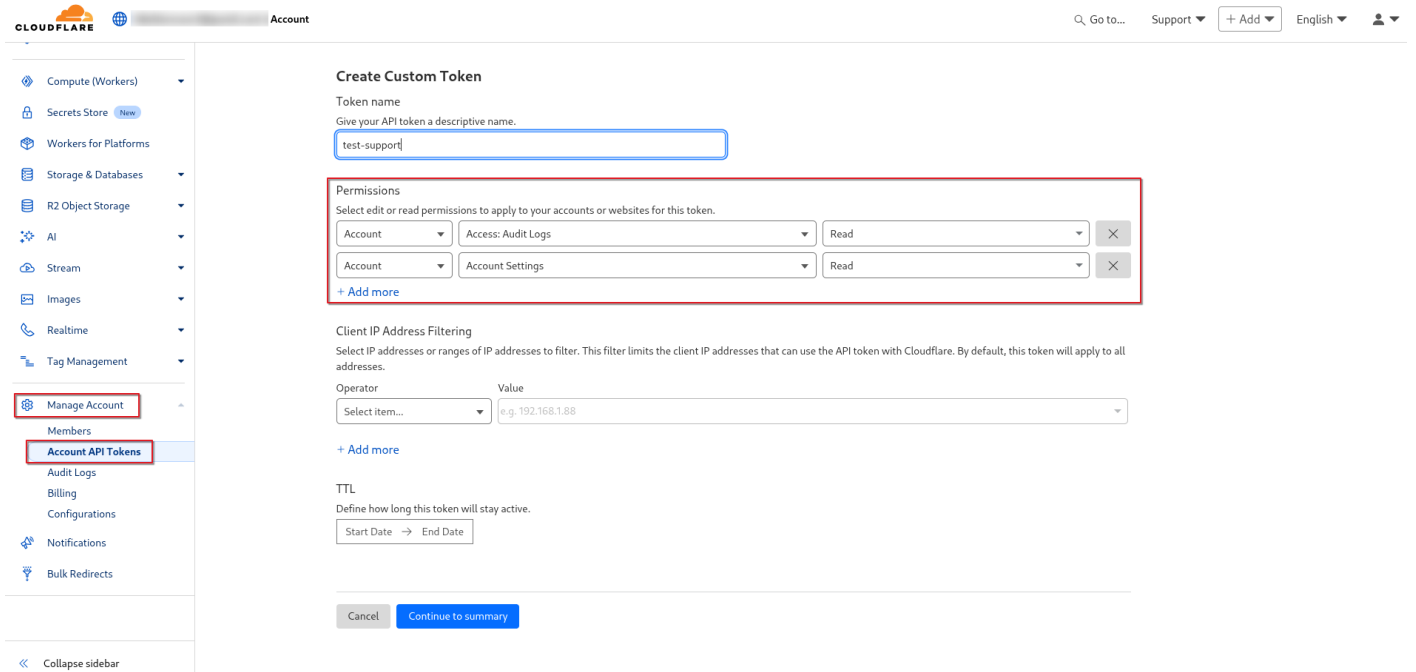 CLOUDFLARE
Account
Go to...
Support
+ Add
English
Compute (Workers)
Secrets Store New
Workers for Platforms
Storage & Databases
R2 Object Storage
AI
Stream
Images
Realtime
Tag Management
Manage Account
Members
Account API Tokens
Audit Logs
Billing
Configurations
Notifications
Bulk Redirects
Collapse sidebar
Create Custom Token
Token name
Give your API token a descriptive name.
test-support
Permissions
Select edit or read permissions to apply to your accounts or websites for this token.
Account Access: Audit Logs Read
Account Account Settings Read
+ Add more
Client IP Address Filtering
Select IP addresses or ranges of IP addresses to filter. This filter limits the client IP addresses that can use the API token with Cloudflare. By default, this token will apply to all
addresses.
Operator Value
Select item... e.g. 192.168.1.88
+ Add more
TTL
Define how long this token will stay active.
Start Date → End Date
Cancel Continue to summary